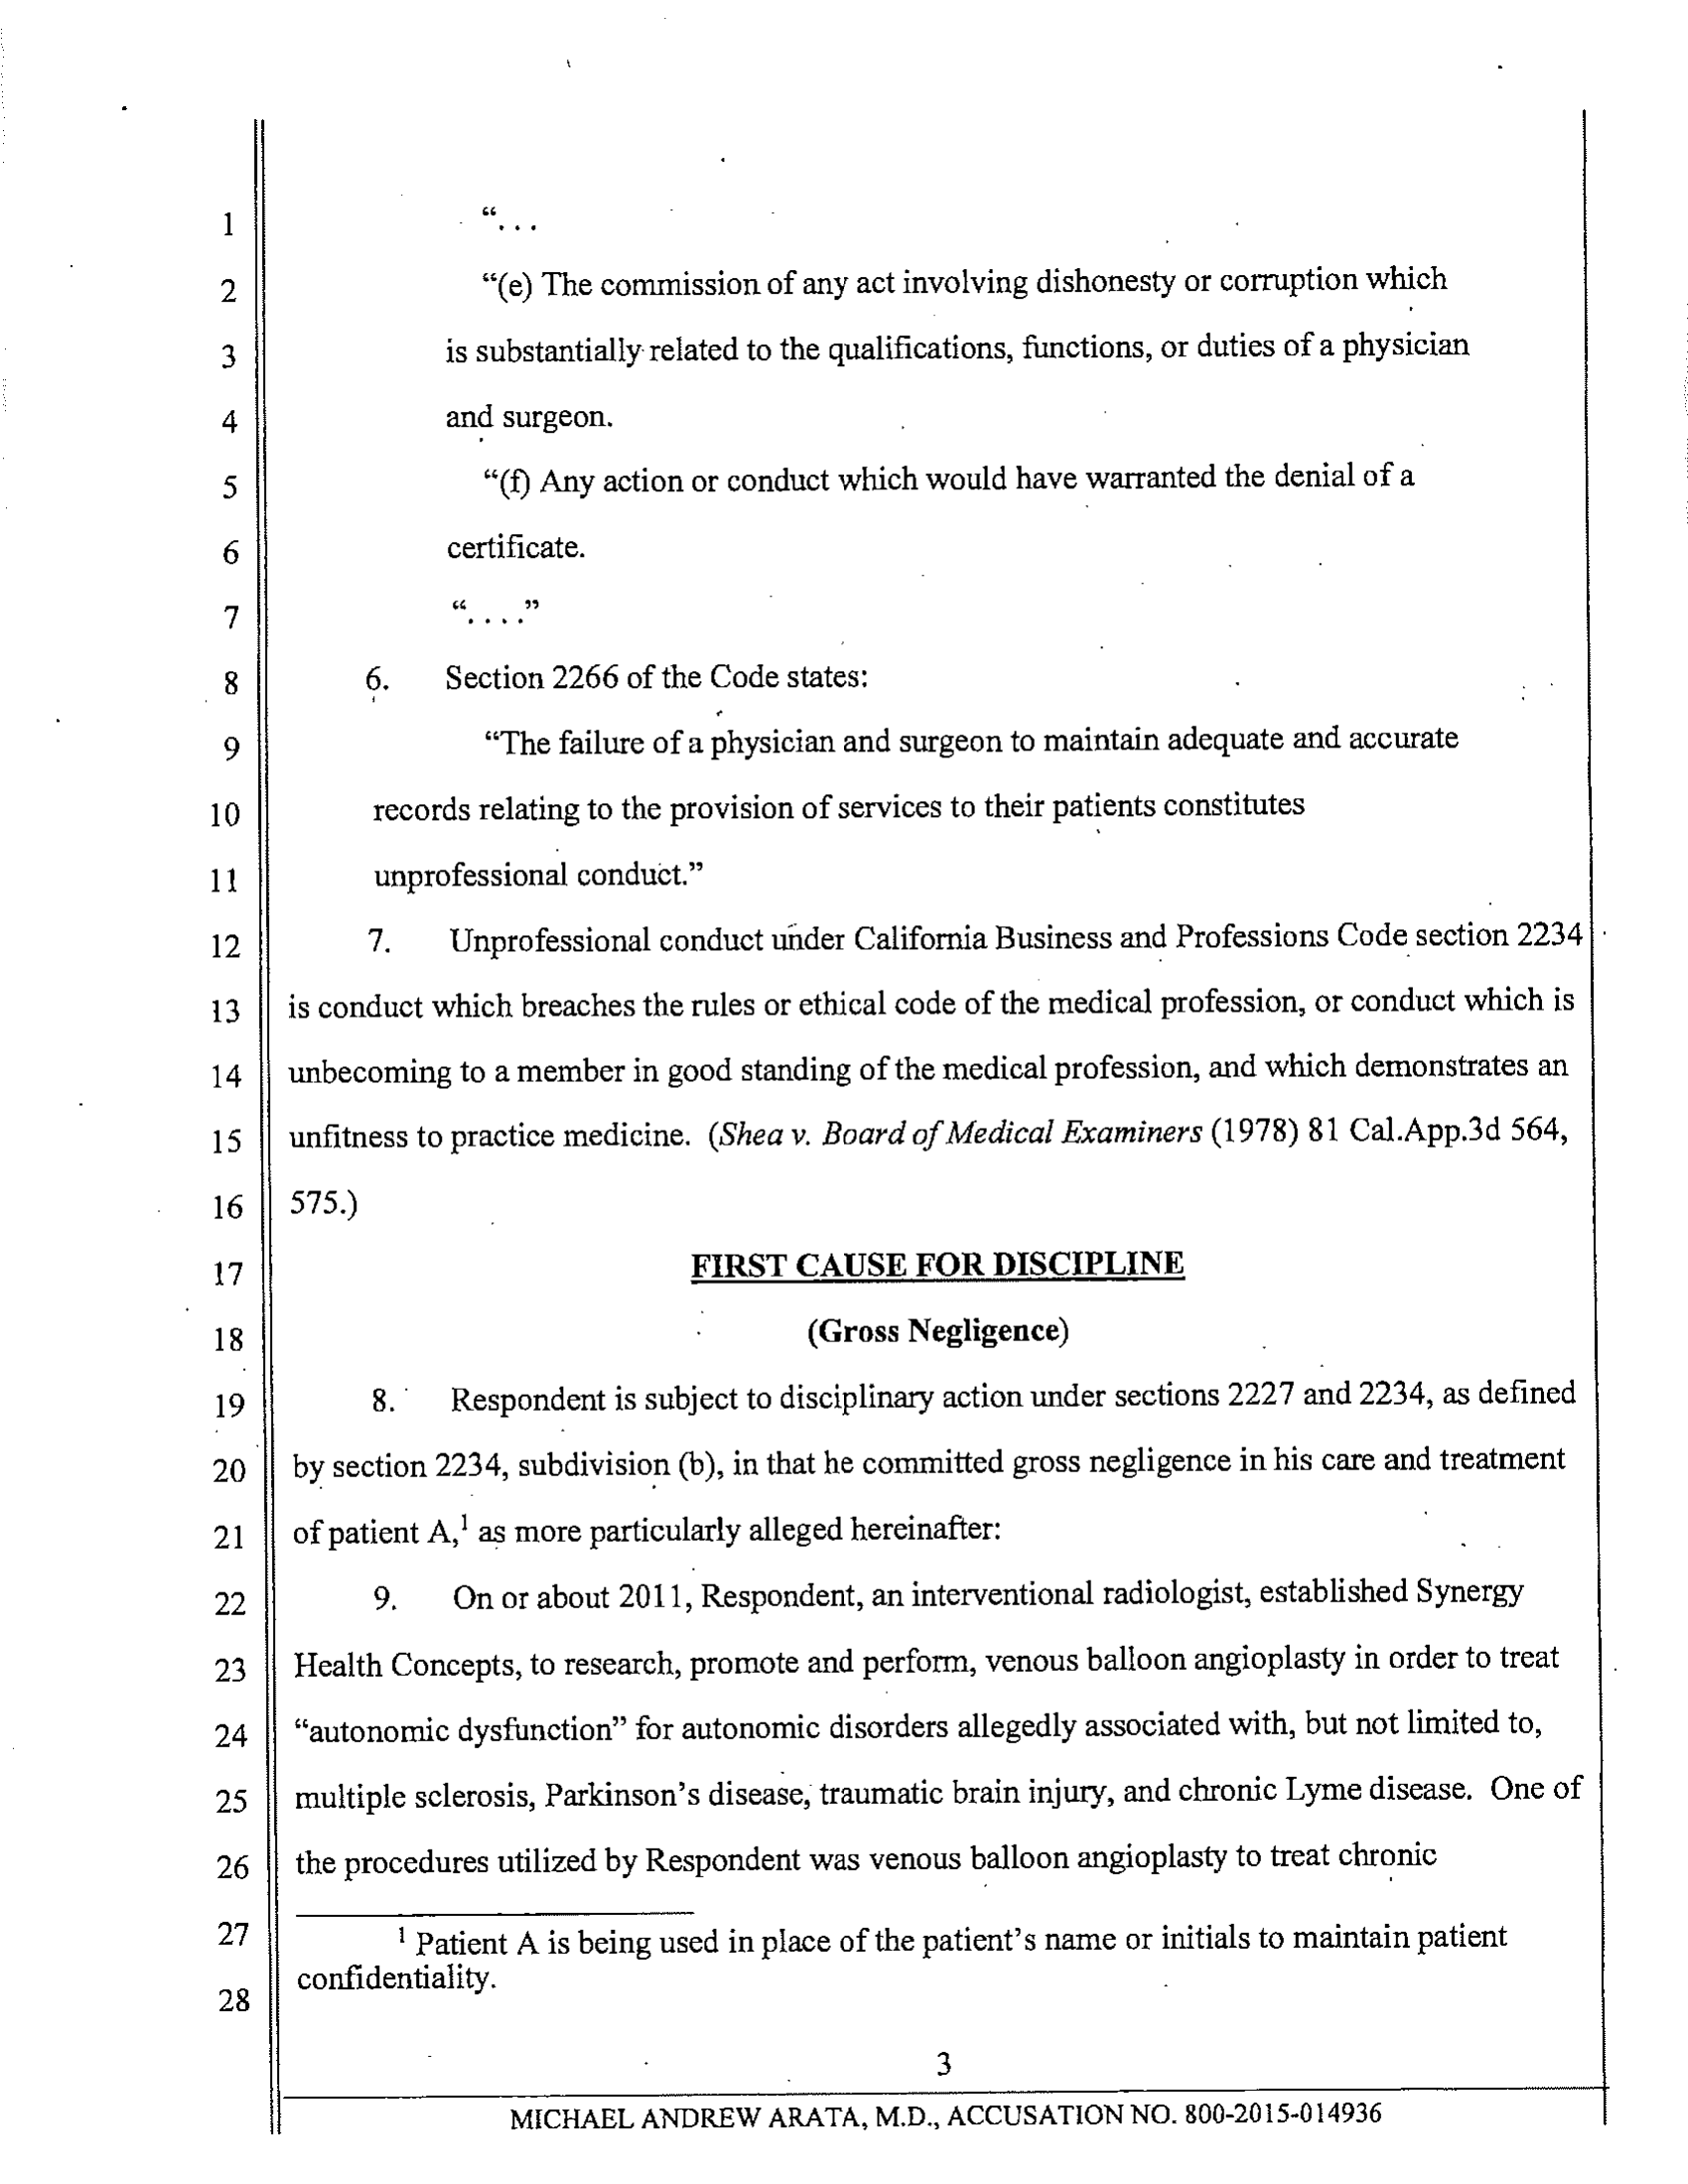 1 “. . .
2 “(e) The commission of any act involving dishonesty or corruption which
3 is substantially related to the qualifications, functions, or duties of a physician
4 and surgeon.
5 “(f) Any action or conduct which would have warranted the denial of a
6 certificate.
7 “. . . .”
8 6. Section 2266 of the Code states:
9 “The failure of a physician and surgeon to maintain adequate and accurate
10 records relating to the provision of services to their patients constitutes
11 unprofessional conduct.”
12 7. Unprofessional conduct under California Business and Professions Code section 2234
13 is conduct which breaches the rules or ethical code of the medical profession, or conduct which is
14 unbecoming to a member in good standing of the medical profession, and which demonstrates an
15 unfitness to practice medicine. (Shea v. Board of Medical Examiners (1978) 81 Cal.App.3d 564,
16 575.)
17 FIRST CAUSE FOR DISCIPLINE
18 (Gross Negligence)
19 8. Respondent is subject to disciplinary action under sections 2227 and 2234, as defined
20 by section 2234, subdivision (b), in that he committed gross negligence in his care and treatment
21 of patient A,¹ as more particularly alleged hereinafter:
22 9. On or about 2011, Respondent, an interventional radiologist, established Synergy
23 Health Concepts, to research, promote and perform, venous balloon angioplasty in order to treat
24 “autonomic dysfunction” for autonomic disorders allegedly associated with, but not limited to,
25 multiple sclerosis, Parkinson’s disease, traumatic brain injury, and chronic Lyme disease. One of
26 the procedures utilized by Respondent was venous balloon angioplasty to treat chronic
27 ¹ Patient A is being used in place of the patient’s name or initials to maintain patient
confidentiality.
28
3
MICHAEL ANDREW ARATA, M.D., ACCUSATION NO. 800-2015-014936